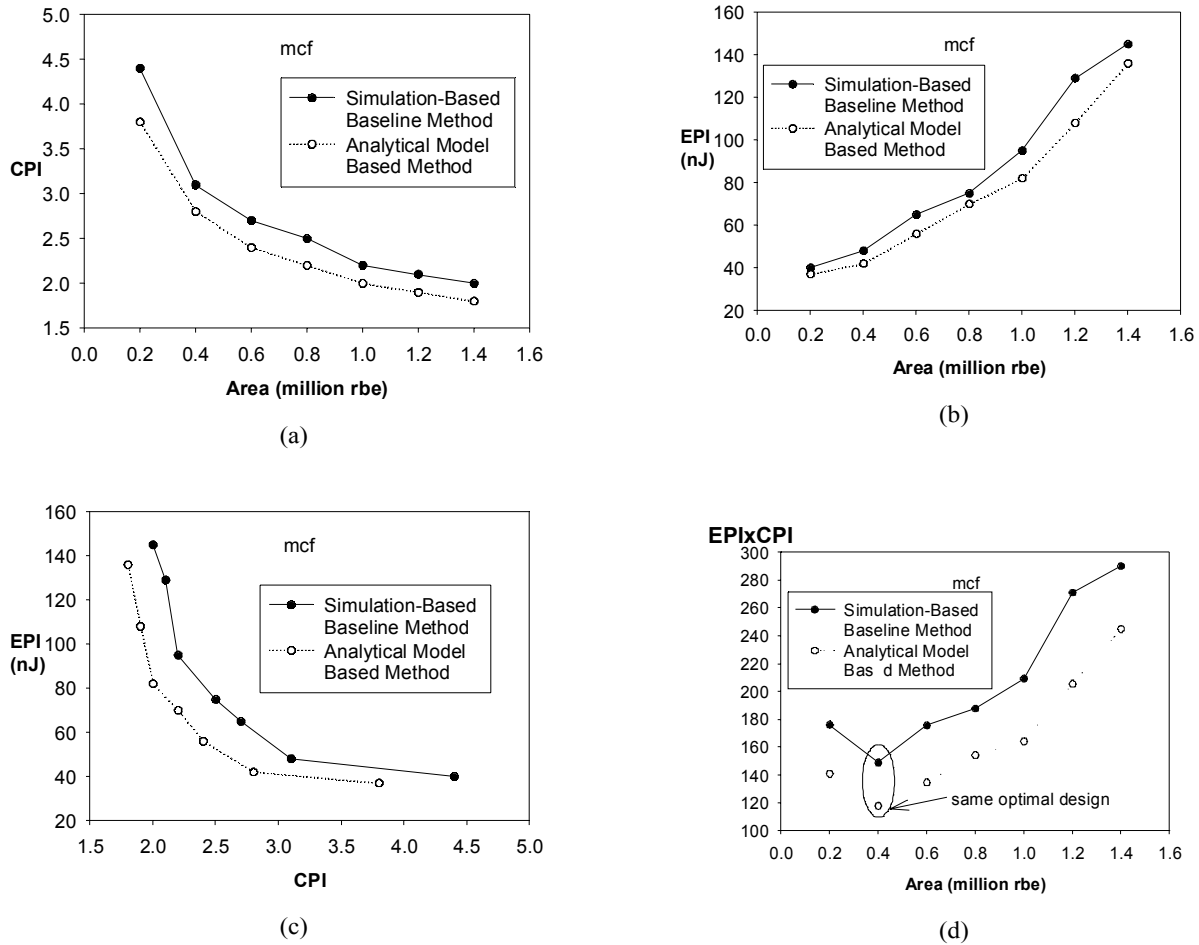 5.0
4.5
4.0
3.5
3.0
2.5
2.0
1.5
CPI
mcf
Simulation-Based
Baseline Method
Analytical Model
Based Method
0.0 0.2 0.4 0.6 0.8 1.0 1.2 1.4 1.6
Area (million rbe)
(a)
160
140
120
100
80
60
40
20
EPI
(nJ)
mcf
Simulation-Based
Baseline Method
Analytical Model
Based Method
0.0 0.2 0.4 0.6 0.8 1.0 1.2 1.4 1.6
Area (million rbe)
(b)
160
140
120
100
80
60
40
20
EPI
(nJ)
mcf
Simulation-Based
Baseline Method
Analytical Model
Based Method
1.5 2.0 2.5 3.0 3.5 4.0 4.5 5.0
CPI
(c)
EPIxCPI
300
280
260
240
220
200
180
160
140
120
100
mcf
Simulation-Based
Baseline Method
Analytical Model
Bas d Method
same optimal design
0.0 0.2 0.4 0.6 0.8 1.0 1.2 1.4 1.6
Area (million rbe)
(d)